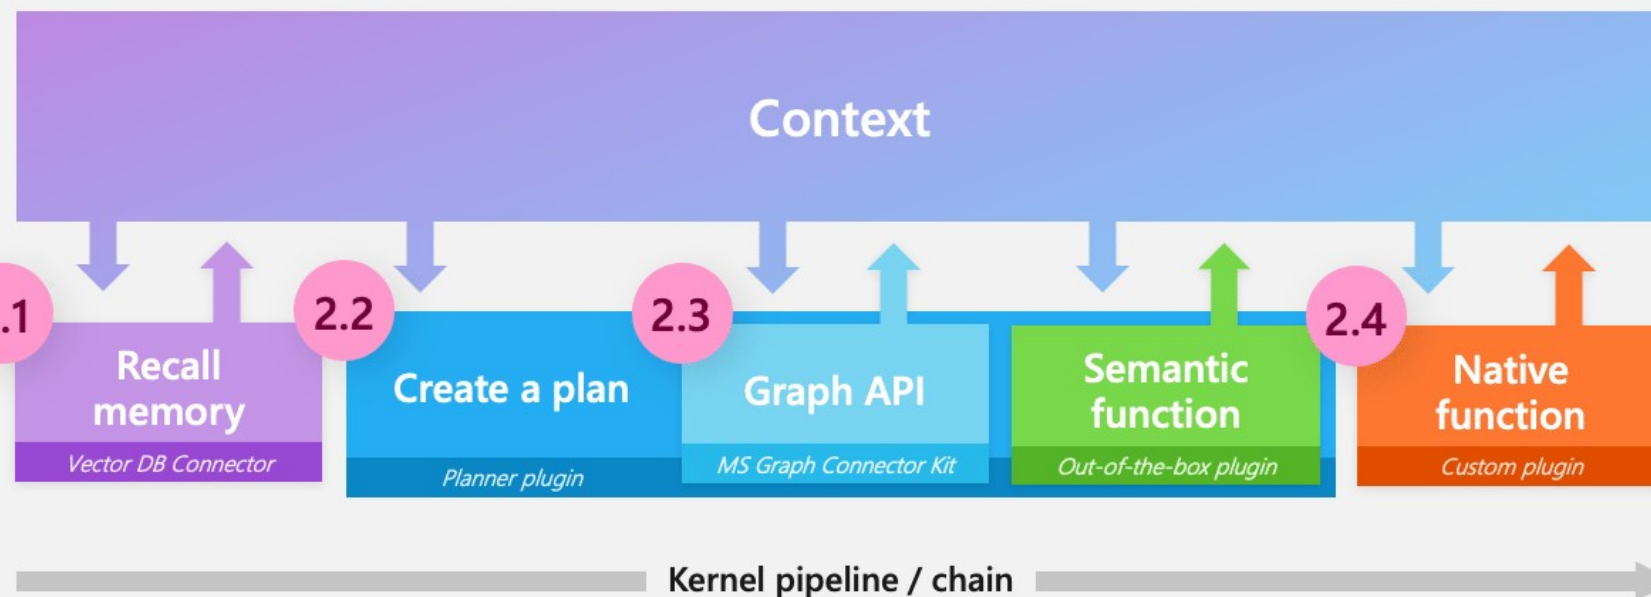 Context
.1
2.2
2.3
2.4
Recall
memory
Vector DB Connector
Create a plan
Planner plugin
Graph API
MS Graph Connector Kit
Semantic
function
Out-of-the-box plugin
Native
function
Custom plugin
Kernel pipeline / chain